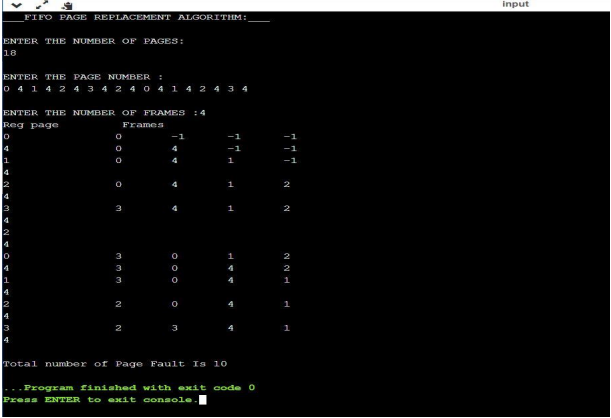 input
___FIFO PAGE REPLACEMENT ALGORITHM:____
ENTER THE NUMBER OF PAGES:
18
ENTER THE PAGE NUMBER :
0 4 1 4 2 4 3 4 2 4 0 4 1 4 2 4 3 4
ENTER THE NUMBER OF FRAMES :4
Reg page Frames
0 0 -1 -1 -1
4 0 4 -1 -1
1 0 4 1 -1
4
2 0 4 1 2
4
3 3 4 1 2
4
2
4
0 3 0 1 2
4 3 0 4 2
1 3 0 4 1
4
2 2 0 4 1
4
3 2 3 4 1
4
Total number of Page Fault Is 10
...Program finished with exit code 0
Press ENTER to exit console.